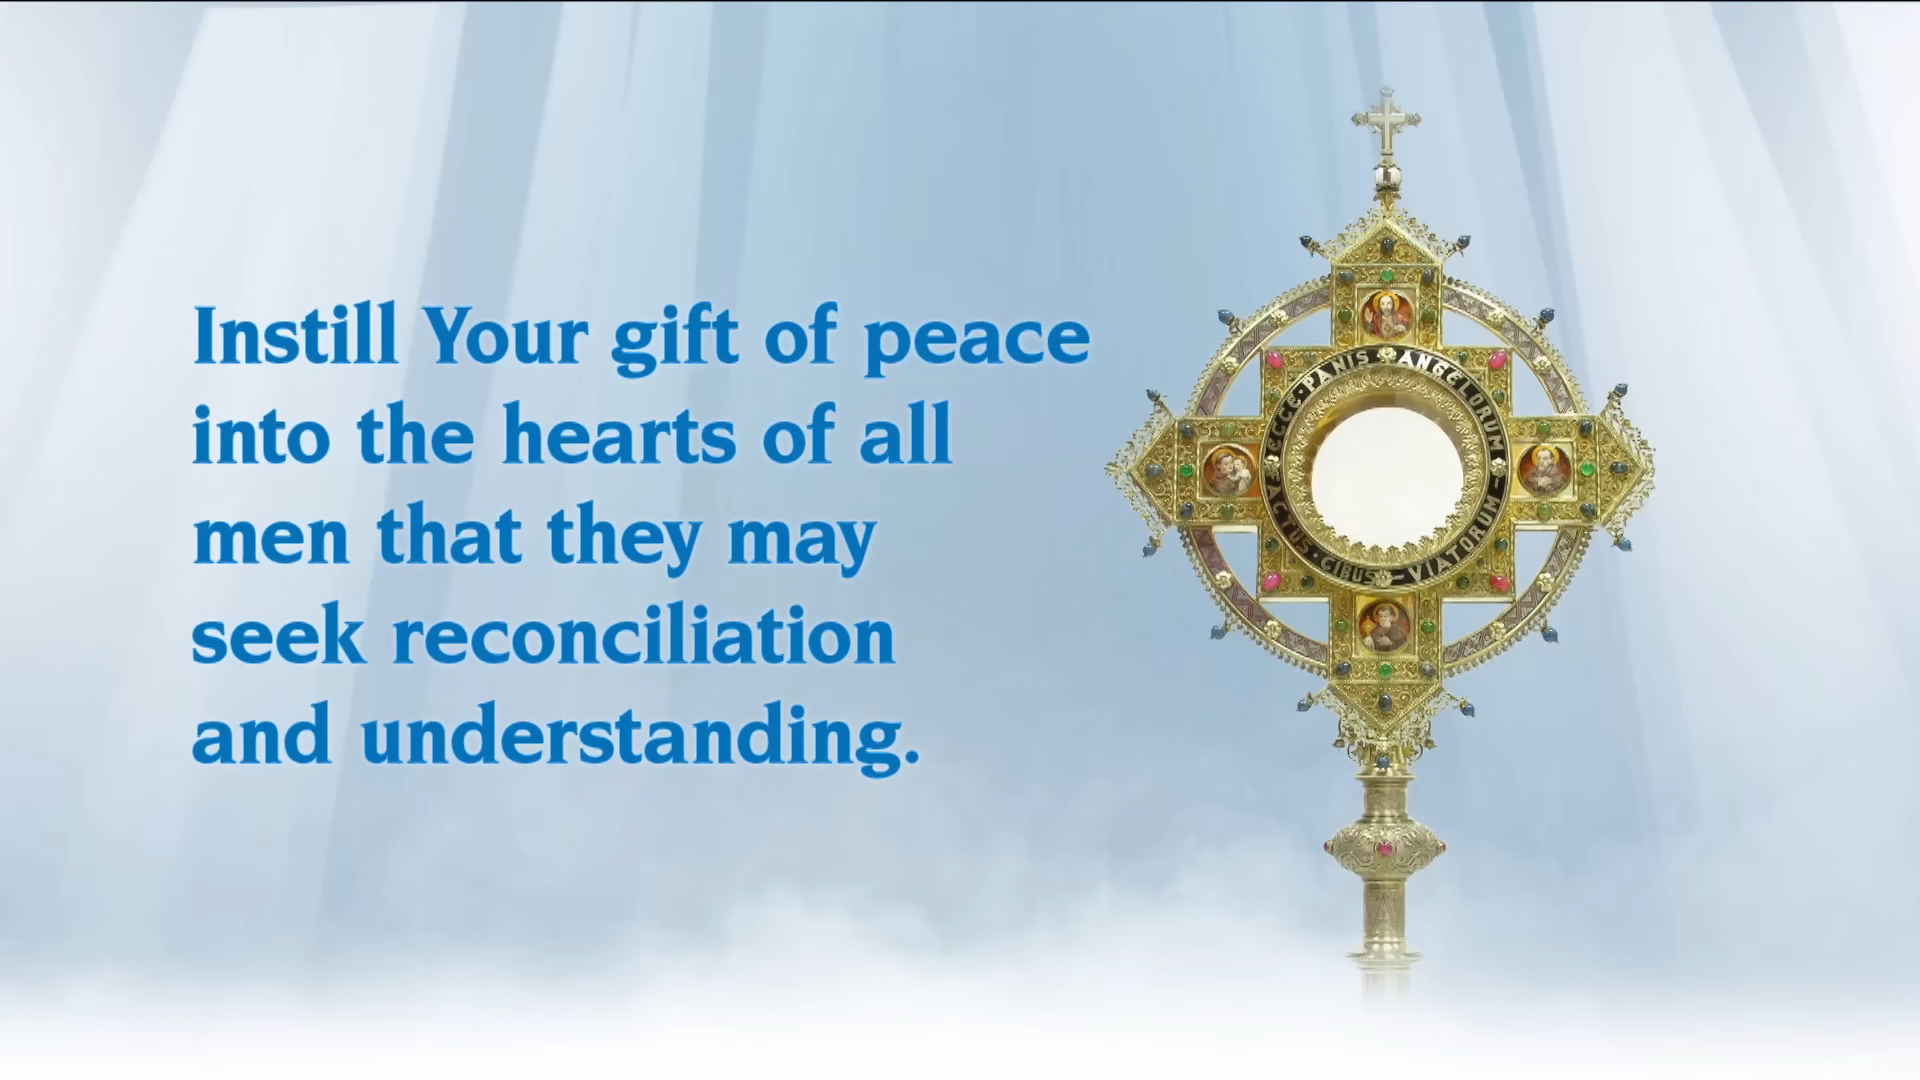 Instill Your gift of peace
into the hearts of all
men that they may
seek reconciliation
and understanding.
ECCE · PANIS ANGELORUM
FACTUS · CIBUS VIATORUM